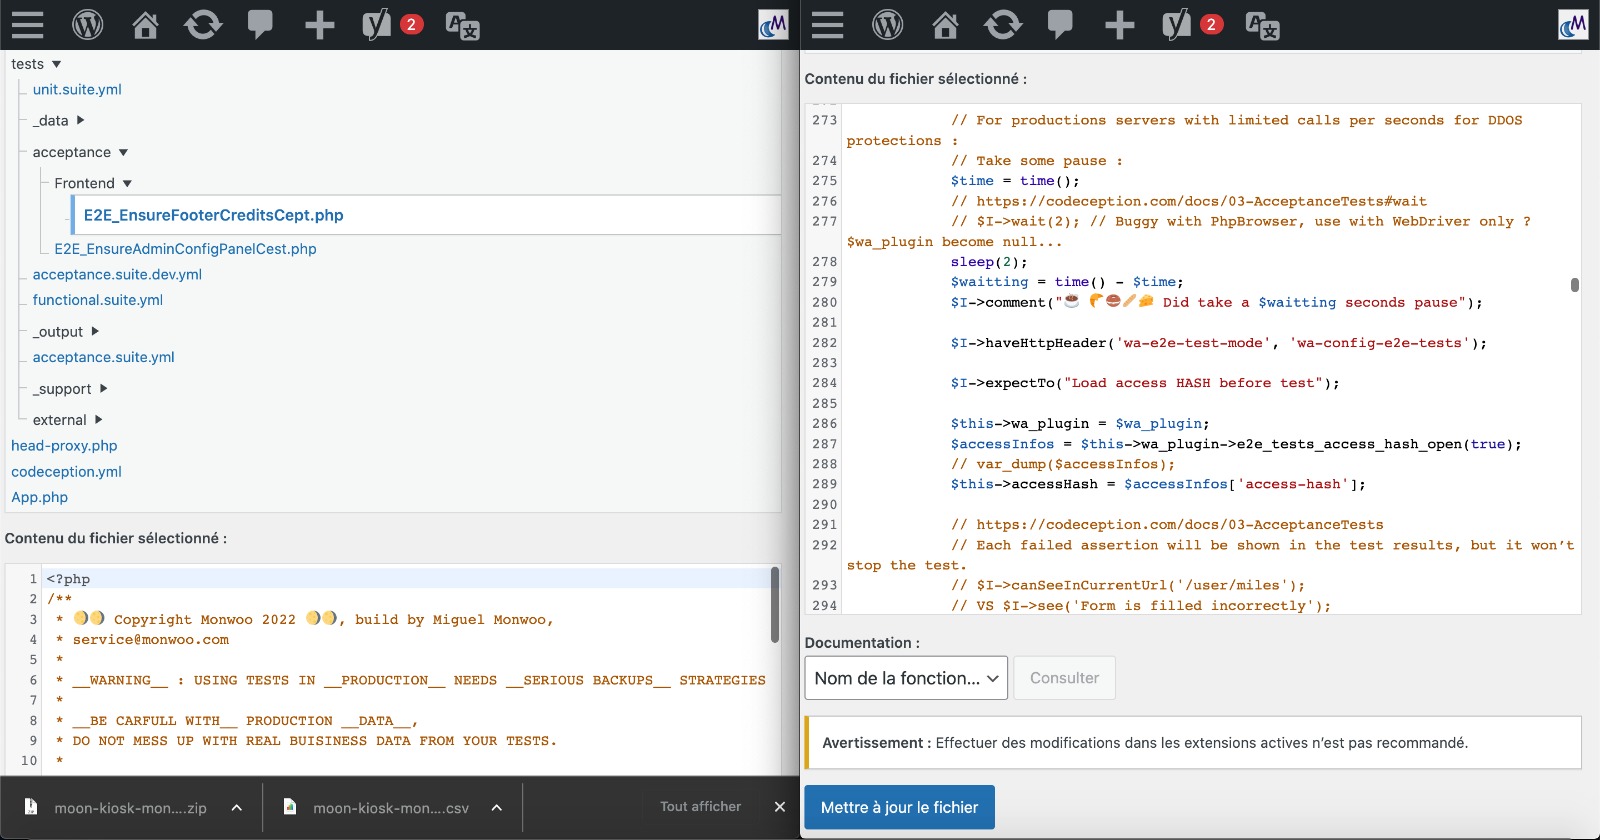 2
tests ▼
unit.suite.yml
_data ▶
acceptance ▼
Frontend ▼
E2E_EnsureFooterCreditsCept.php
E2E_EnsureAdminConfigPanelCest.php
acceptance.suite.dev.yml
functional.suite.yml
_output ▶
acceptance.suite.yml
_support ▶
external ▶
head-proxy.php
codeception.yml
App.php
Contenu du fichier sélectionné :
1 <?php
2 /**
3 * 🌖🌖 Copyright Monwoo 2022 🌖🌖, build by Miguel Monwoo,
4 * service@monwoo.com
5 *
6 * __WARNING__ : USING TESTS IN __PRODUCTION__ NEEDS __SERIOUS BACKUPS__ STRATEGIES
7 *
8 * __BE CARFULL WITH__ PRODUCTION __DATA__,
9 * DO NOT MESS UP WITH REAL BUISINESS DATA FROM YOUR TESTS.
10 *
moon-kiosk-mon....zip
moon-kiosk-mon....csv
Tout afficher
2
Contenu du fichier sélectionné :
273 // For productions servers with limited calls per seconds for DDOS
protections :
274 // Take some pause :
275 $time = time();
276 // https://codeception.com/docs/03-AcceptanceTests#wait
277 // $I->wait(2); // Buggy with PhpBrowser, use with WebDriver only ?
$wa_plugin become null...
278 sleep(2);
279 $waitting = time() - $time;
280 $I->comment("☕ 🥐🥯🥖🧀 Did take a $waitting seconds pause");
281
282 $I->haveHttpHeader('wa-e2e-test-mode', 'wa-config-e2e-tests');
283
284 $I->expectTo("Load access HASH before test");
285
286 $this->wa_plugin = $wa_plugin;
287 $accessInfos = $this->wa_plugin->e2e_tests_access_hash_open(true);
288 // var_dump($accessInfos);
289 $this->accessHash = $accessInfos['access-hash'];
290
291 // https://codeception.com/docs/03-AcceptanceTests
292 // Each failed assertion will be shown in the test results, but it won't
stop the test.
293 // $I->canSeeInCurrentUrl('/user/miles');
294 // VS $I->see('Form is filled incorrectly');
Documentation :
Nom de la fonction...
Consulter
Avertissement : Effectuer des modifications dans les extensions actives n'est pas recommandé.
Mettre à jour le fichier